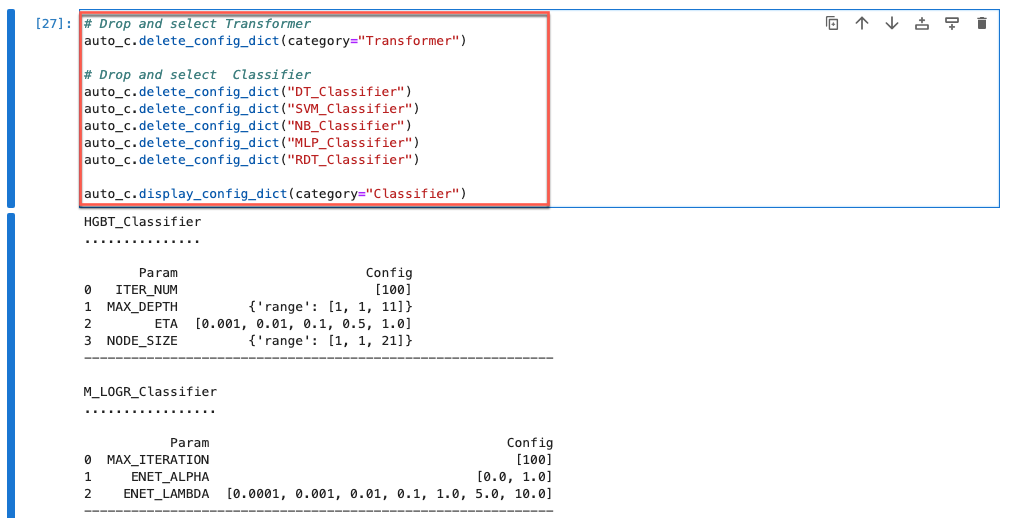 [27]: # Drop and select Transformer
auto_c.delete_config_dict(category="Transformer")
# Drop and select  Classifier
auto_c.delete_config_dict("DT_Classifier")
auto_c.delete_config_dict("SVM_Classifier")
auto_c.delete_config_dict("NB_Classifier")
auto_c.delete_config_dict("MLP_Classifier")
auto_c.delete_config_dict("RDT_Classifier")
auto_c.display_config_dict(category="Classifier")
HGBT_Classifier
...............
Param Config
0 ITER_NUM [100]
1 MAX_DEPTH {'range': [1, 1, 11]}
2 ETA [0.001, 0.01, 0.1, 0.5, 1.0]
3 NODE_SIZE {'range': [1, 1, 21]}
------------------------------------------------------------
M_LOGR_Classifier
.................
Param Config
0 MAX_ITERATION [100]
1 ENET_ALPHA [0.0, 1.0]
2 ENET_LAMBDA [0.0001, 0.001, 0.01, 0.1, 1.0, 5.0, 10.0]
------------------------------------------------------------